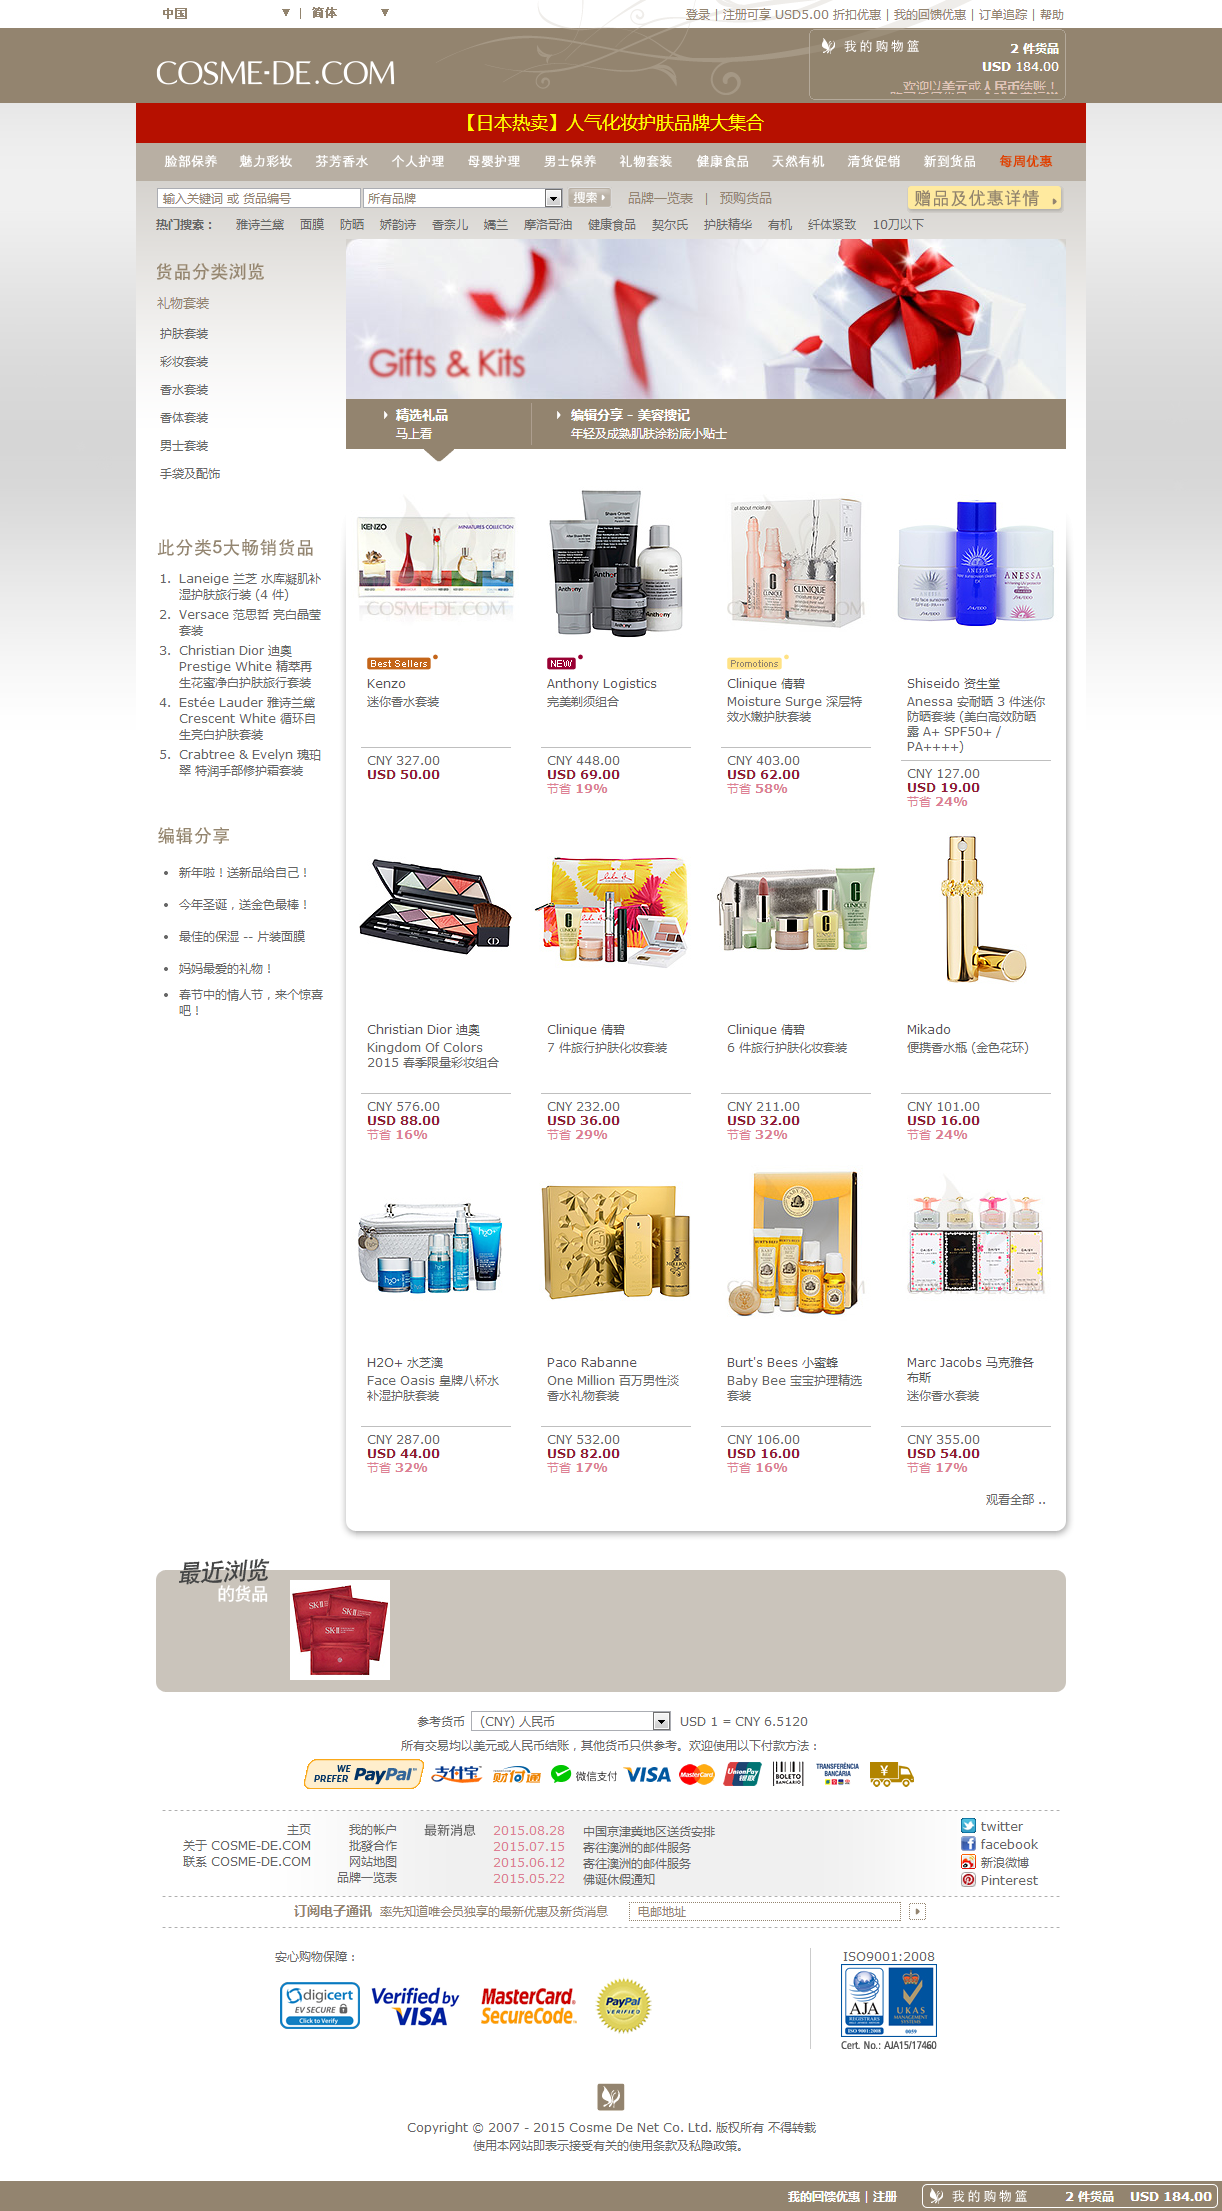 中国 ▼ | 简体 ▼
登录 | 注册可享 USD5.00 折扣优惠 | 我的回馈优惠 | 订单追踪 | 帮助
COSME-DE.COM
我的购物篮 2 件货品
USD 184.00
欢迎以美元或人民币结账！
【日本热卖】人气化妆护肤品牌大集合
脸部保养 魅力彩妆 芬芳香水 个人护理 母婴护理 男士保养 礼物套装 健康食品 天然有机 清货促销 新到货品 每周优惠
输入关键词 或 货品编号 所有品牌 搜索 品牌一览表 | 预购货品 赠品及优惠详情
热门搜索： 雅诗兰黛 面膜 防晒 娇韵诗 香奈儿 嬌兰 摩洛哥油 健康食品 契尔氏 护肤精华 有机 纤体紧致 10刀以下
货品分类浏览
礼物套装
护肤套装
彩妆套装
香水套装
香体套装
男士套装
手袋及配饰
Gifts & Kits
精选礼品
马上看
编辑分享 - 美容搜记
年轻及成熟肌肤涂粉底小贴士
此分类5大畅销货品
1. Laneige 兰芝 水库凝肌补
湿护肤旅行装 (4 件)
2. Versace 范思哲 亮白晶莹
套装
3. Christian Dior 迪奥
Prestige White 精萃再
生花蜜净白护肤旅行套装
4. Estée Lauder 雅诗兰黛
Crescent White 循环自
生亮白护肤套装
5. Crabtree & Evelyn 瑰珀
翠 特润手部修护霜套装
编辑分享
新年啦！送新品给自己！
今年圣诞，送金色最棒！
最佳的保湿 -- 片装面膜
妈妈最爱的礼物！
春节中的情人节，来个惊喜
吧！
KENZO MINIATURES COLLECTION
COSME-DE.COM
Best Sellers
Kenzo
迷你香水套装
CNY 327.00
USD 50.00
Anthony
NEW
Anthony Logistics
完美剃须组合
CNY 448.00
USD 69.00
节省 19%
all about moisture
CLINIQUE
Promotions
Clinique 倩碧
Moisture Surge 深层特
效水嫩护肤套装
CNY 403.00
USD 62.00
节省 58%
ANESSA
Shiseido 资生堂
Anessa 安耐晒 3 件迷你
防晒套装 (美白高效防晒
露 A+ SPF50+ /
PA++++)
CNY 127.00
USD 19.00
节省 24%
Christian Dior 迪奥
Kingdom Of Colors
2015 春季限量彩妆组合
CNY 576.00
USD 88.00
节省 16%
Clinique 倩碧
7 件旅行护肤化妆套装
CNY 232.00
USD 36.00
节省 29%
Clinique 倩碧
6 件旅行护肤化妆套装
CNY 211.00
USD 32.00
节省 32%
Mikado
便携香水瓶 (金色花环)
CNY 101.00
USD 16.00
节省 24%
H2O+ 水芝澳
Face Oasis 皇牌八杯水
补湿护肤套装
CNY 287.00
USD 44.00
节省 32%
Paco Rabanne
One Million 百万男性淡
香水礼物套装
CNY 532.00
USD 82.00
节省 17%
Burt's Bees 小蜜蜂
Baby Bee 宝宝护理精选
套装
CNY 106.00
USD 16.00
节省 16%
Marc Jacobs 马克雅各
布斯
迷你香水套装
CNY 355.00
USD 54.00
节省 17%
观看全部 ..
最近浏览
的货品
SK-II
参考货币 (CNY) 人民币 USD 1 = CNY 6.5120
所有交易均以美元或人民币结账，其他货币只供参考。欢迎使用以下付款方法：
WE PREFER PayPal 支付宝 财付通 微信支付 VISA MasterCard UnionPay 银联 BOLETO BANCÁRIO TRANSFERÊNCIA BANCÁRIA
主页
关于 COSME-DE.COM
联系 COSME-DE.COM
我的帐户
批發合作
网站地图
品牌一览表
最新消息
2015.08.28 中国京津冀地区送货安排
2015.07.15 寄往澳洲的邮件服务
2015.06.12 寄往澳洲的邮件服务
2015.05.22 佛诞休假通知
twitter
facebook
新浪微博
Pinterest
订阅电子通讯 率先知道唯会员独享的最新优惠及新货消息 电邮地址
安心购物保障：
digicert EV SECURE Click to Verify
Verified by VISA
MasterCard SecureCode.
PayPal VERIFIED
ISO9001:2008
AJA REGISTRARS ISO 9001:2008
UKAS MANAGEMENT SYSTEMS 0059
Cert. No.: AJA15/17460
Copyright © 2007 - 2015 Cosme De Net Co. Ltd. 版权所有 不得转载
使用本网站即表示接受有关的使用条款及私隐政策。
我的回馈优惠 | 注册 我的购物篮 2 件货品 USD 184.00